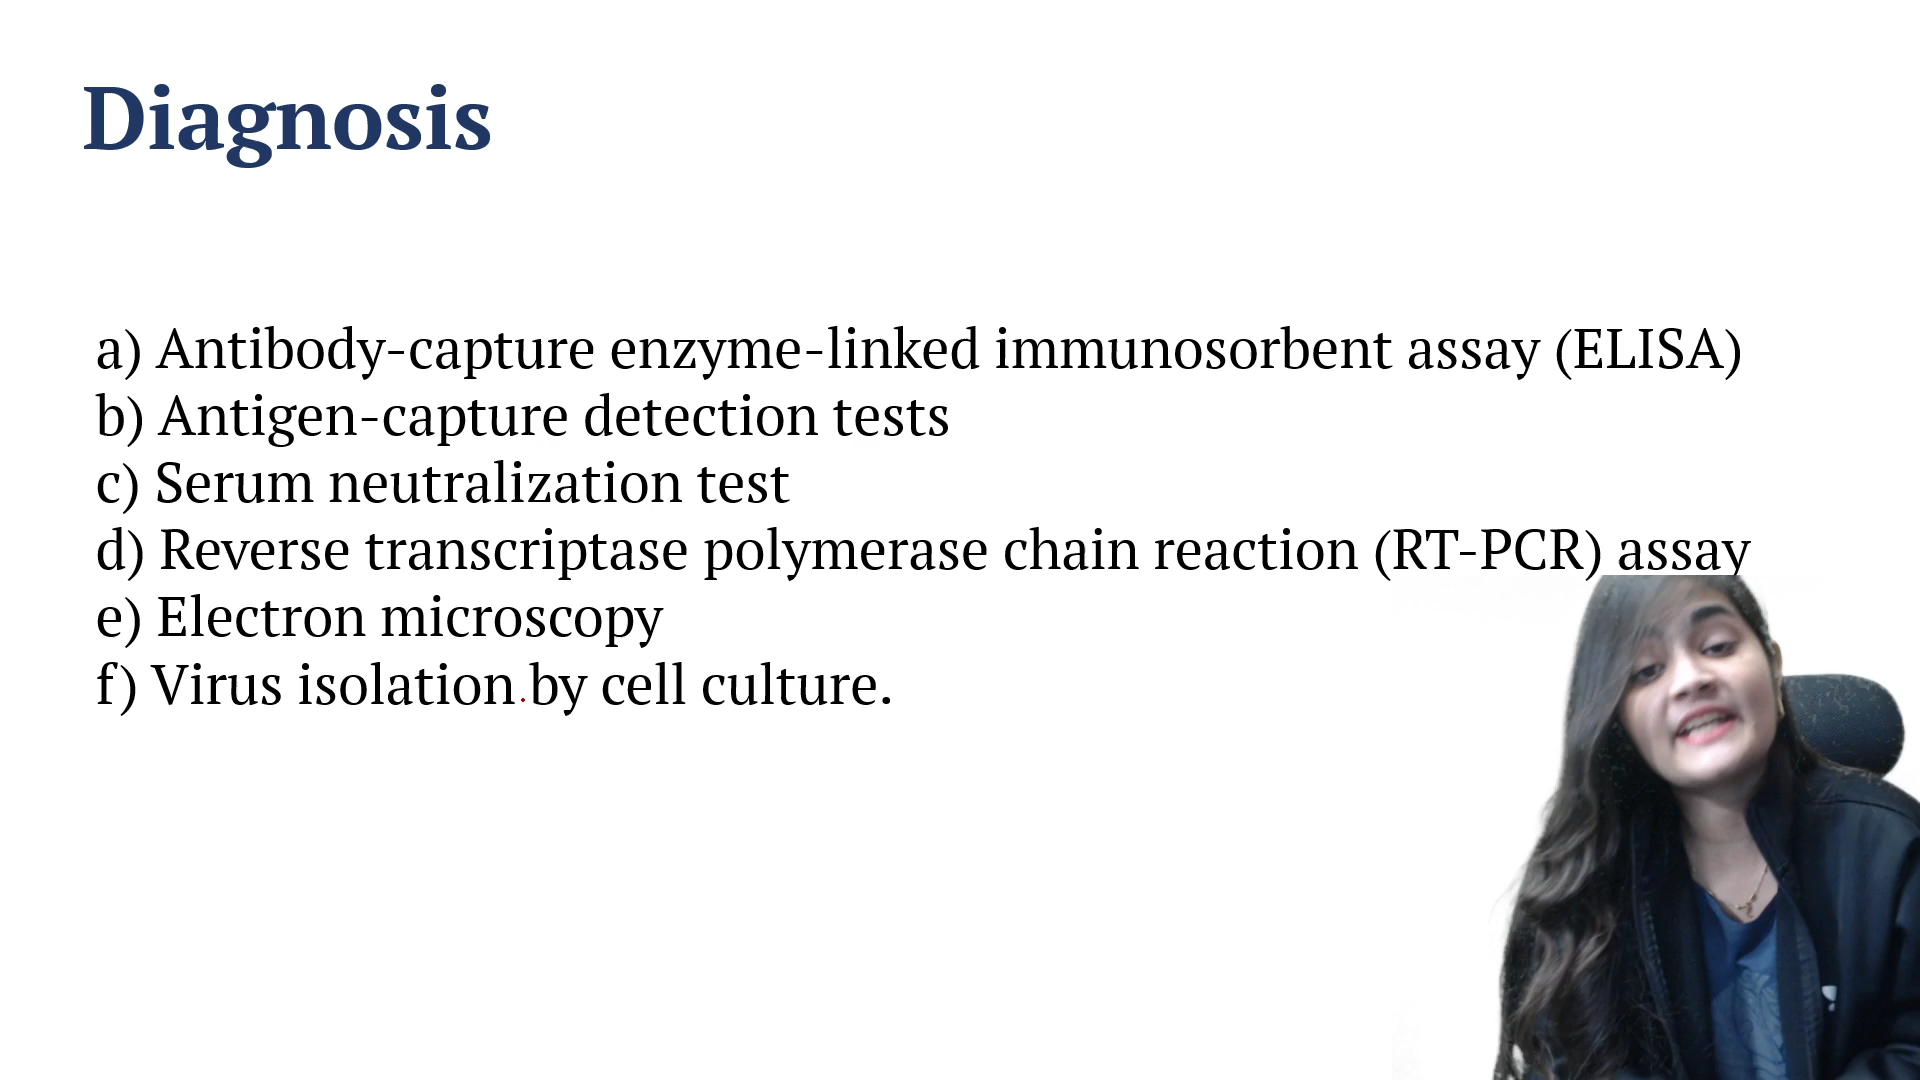 Diagnosis
a) Antibody-capture enzyme-linked immunosorbent assay (ELISA)
b) Antigen-capture detection tests
c) Serum neutralization test
d) Reverse transcriptase polymerase chain reaction (RT-PCR) assay
e) Electron microscopy
f) Virus isolation by cell culture.